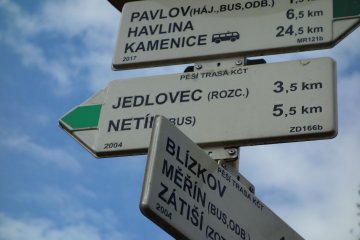 PAVLOV (HÁJ.,BUS,ODB.)
HAVLINA 6,5 km
KAMENICE 24,5 km
2017 MR121b
PĚŠÍ TRASA KČT
JEDLOVEC (ROZC.) 3,5 km
NETÍN (BUS) 5,5 km
2004 ZD166b
PĚŠÍ TRASA KČT
BLÍZKOV
MĚŘÍN (BUS,ODB.
ZÁTIŠÍ
2004